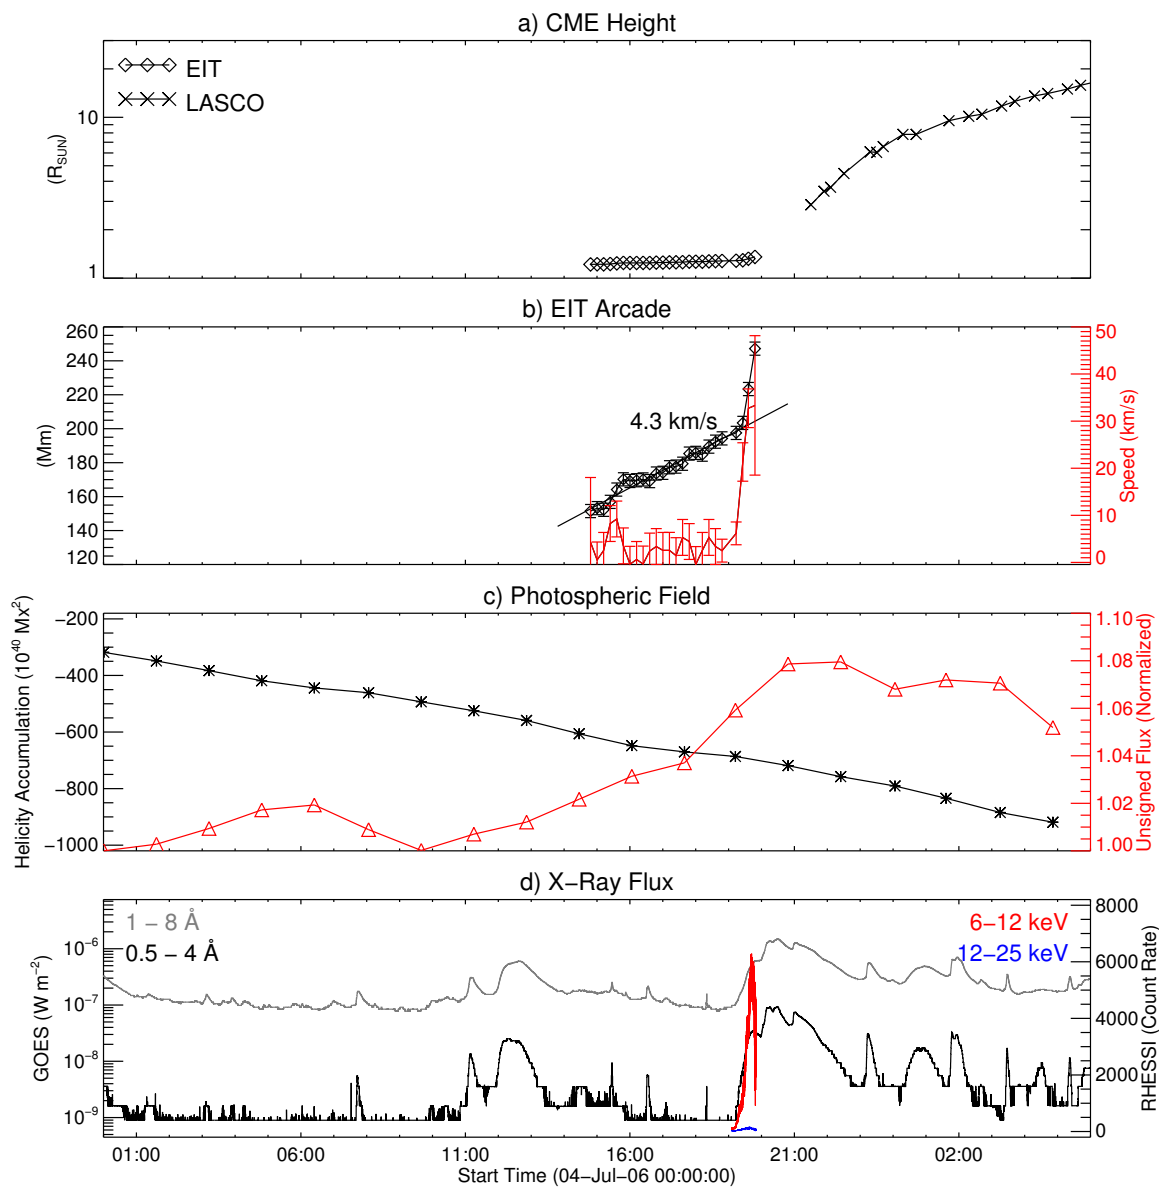 a) CME Height
EIT
LASCO
10
1
(R_SUN)
b) EIT Arcade
260
240
220
200
180
160
140
120
(Mm)
4.3 km/s
50
40
30
20
10
0
Speed (km/s)
c) Photospheric Field
−200
−400
−600
−800
−1000
Helicity Accumulation (10⁴⁰ Mx²)
1.10
1.08
1.06
1.04
1.02
1.00
Unsigned Flux (Normalized)
d) X−Ray Flux
1 − 8 Å
0.5 − 4 Å
6−12 keV
12−25 keV
10⁻⁶
10⁻⁷
10⁻⁸
10⁻⁹
GOES (W m⁻²)
8000
6000
4000
2000
0
RHESSI (Count Rate)
01:00 06:00 11:00 16:00 21:00 02:00
Start Time (04−Jul−06 00:00:00)